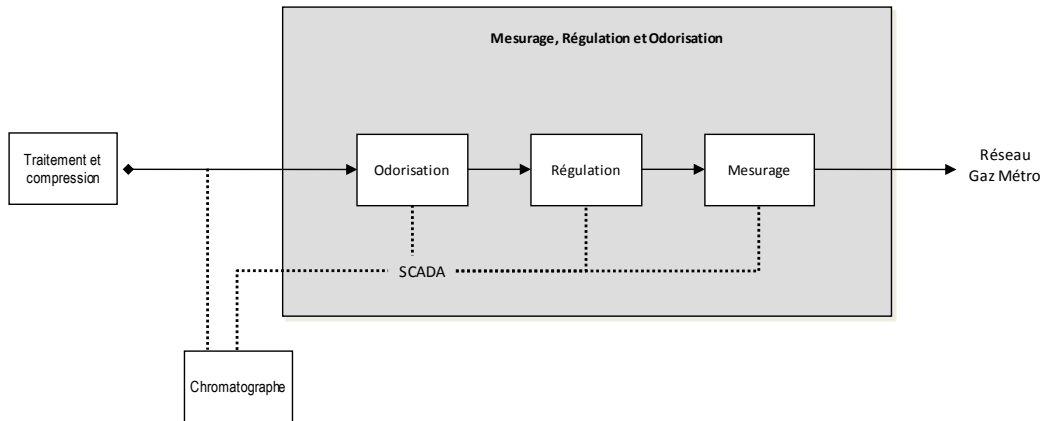 Mesurage, Régulation et Odorisation
Traitement et
compression
Odorisation
Régulation
Mesurage
Réseau
Gaz Métro
SCADA
Chromatographe